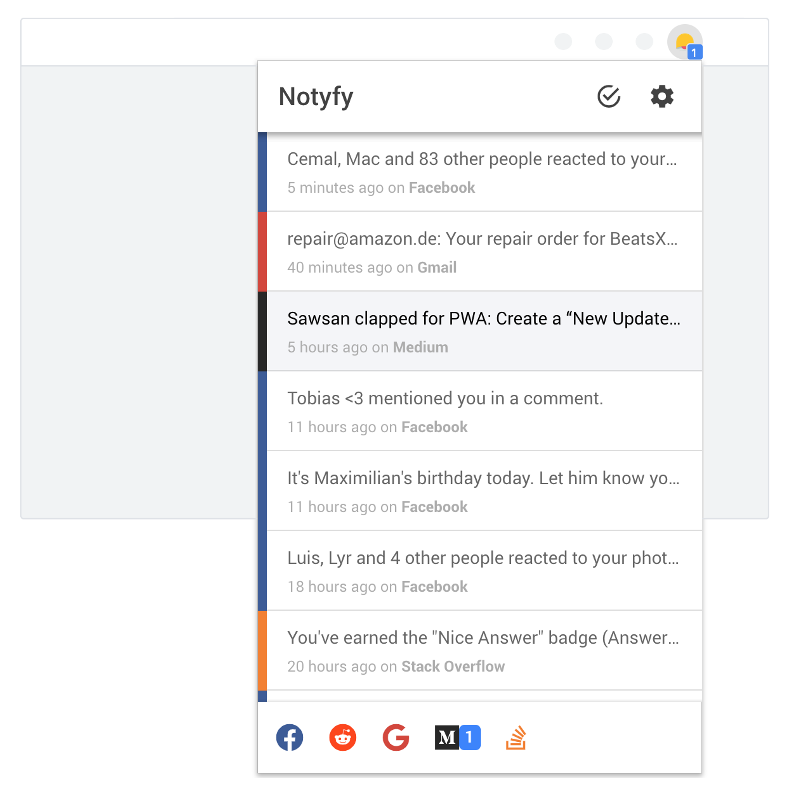 1
Notyfy
Cemal, Mac and 83 other people reacted to your...
5 minutes ago on Facebook
repair@amazon.de: Your repair order for BeatsX...
40 minutes ago on Gmail
Sawsan clapped for PWA: Create a “New Update...
5 hours ago on Medium
Tobias <3 mentioned you in a comment.
11 hours ago on Facebook
It's Maximilian's birthday today. Let him know yo...
11 hours ago on Facebook
Luis, Lyr and 4 other people reacted to your phot...
18 hours ago on Facebook
You've earned the "Nice Answer" badge (Answer...
20 hours ago on Stack Overflow
M 1